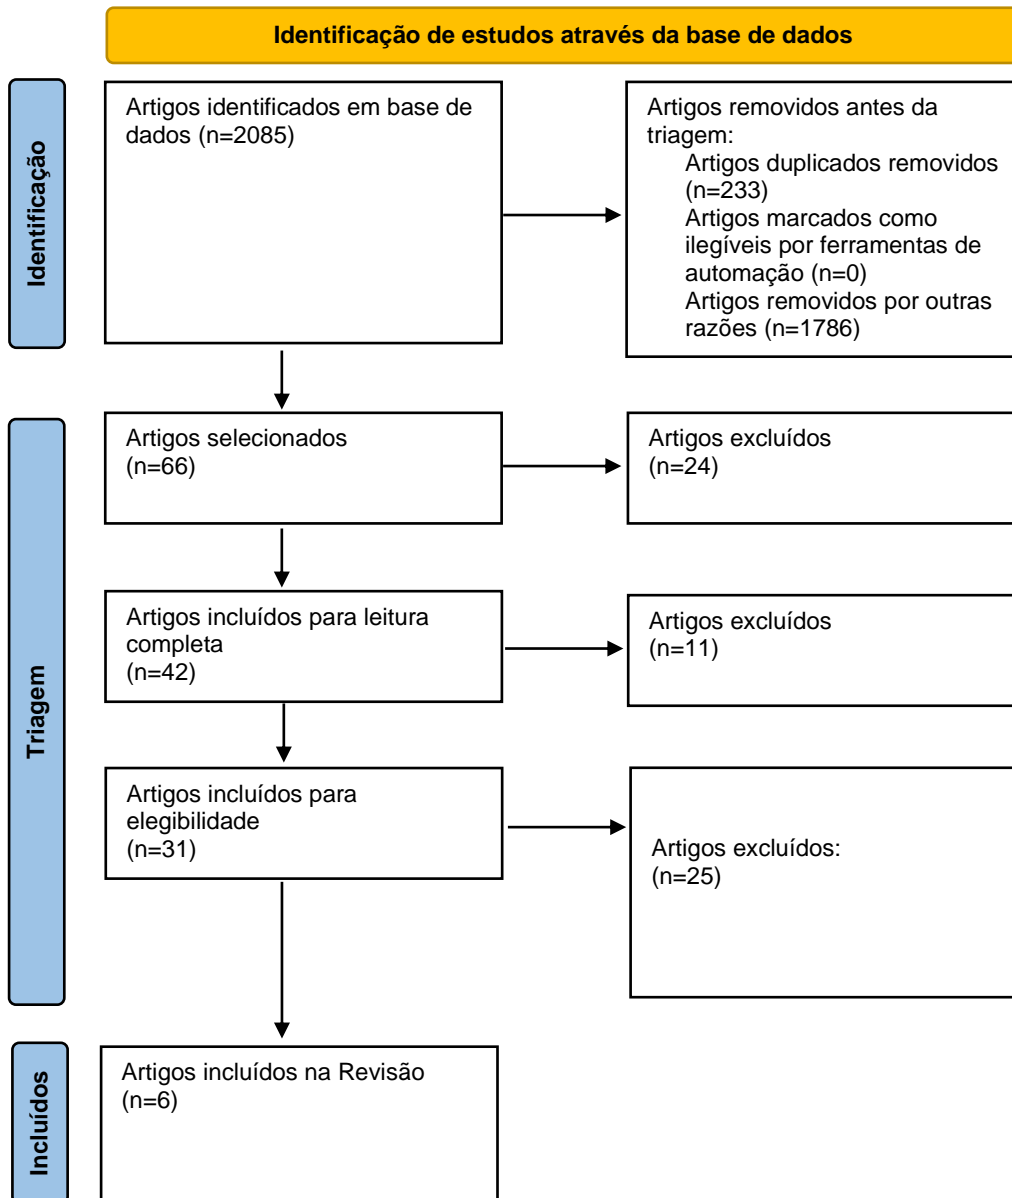 Identificação de estudos através da base de dados
Identificação
Artigos identificados em base de
dados (n=2085)
Artigos removidos antes da
triagem:
Artigos duplicados removidos
(n=233)
Artigos marcados como
ilegíveis por ferramentas de
automação (n=0)
Artigos removidos por outras
razões (n=1786)
Triagem
Artigos selecionados
(n=66)
Artigos excluídos
(n=24)
Artigos incluídos para leitura
completa
(n=42)
Artigos excluídos
(n=11)
Artigos incluídos para
elegibilidade
(n=31)
Artigos excluídos:
(n=25)
Incluídos
Artigos incluídos na Revisão
(n=6)